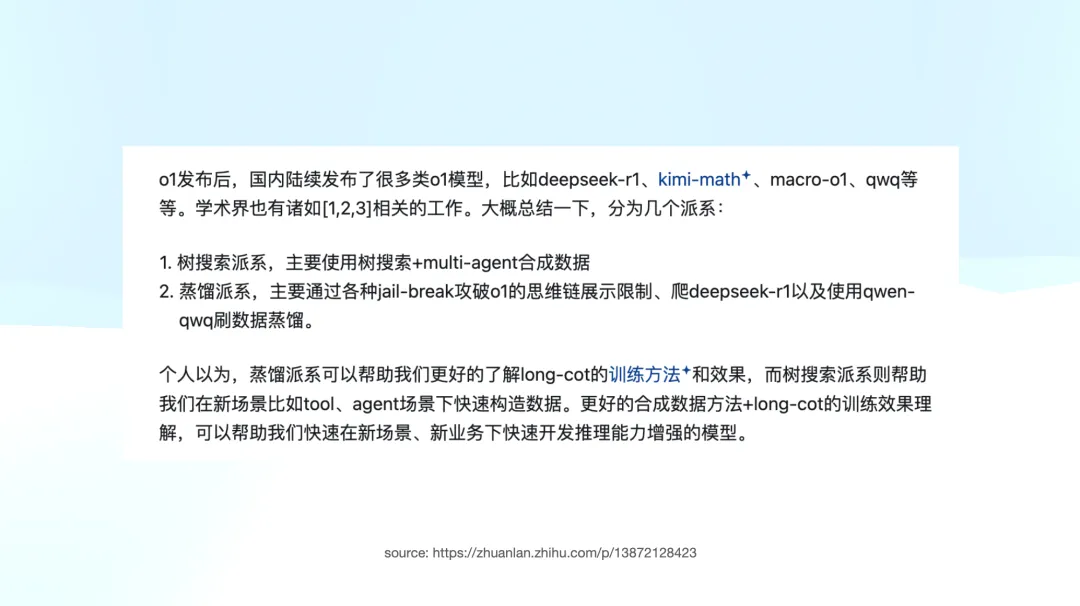 o1发布后，国内陆续发布了很多类o1模型，比如deepseek-r1、kimi-math、macro-o1、qwq等
等。学术界也有诸如[1,2,3]相关的工作。大概总结一下，分为几个派系：
1. 树搜索派系，主要使用树搜索+multi-agent合成数据
2. 蒸馏派系，主要通过各种jail-break攻破o1的思维链展示限制、爬deepseek-r1以及使用qwen-
qwq刷数据蒸馏。
个人以为，蒸馏派系可以帮助我们更好的了解long-cot的训练方法和效果，而树搜索派系则帮助
我们在新场景比如tool、agent场景下快速构造数据。更好的合成数据方法+long-cot的训练效果理
解，可以帮助我们快速在新场景、新业务下快速开发推理能力增强的模型。
source: https://zhuanlan.zhihu.com/p/13872128423